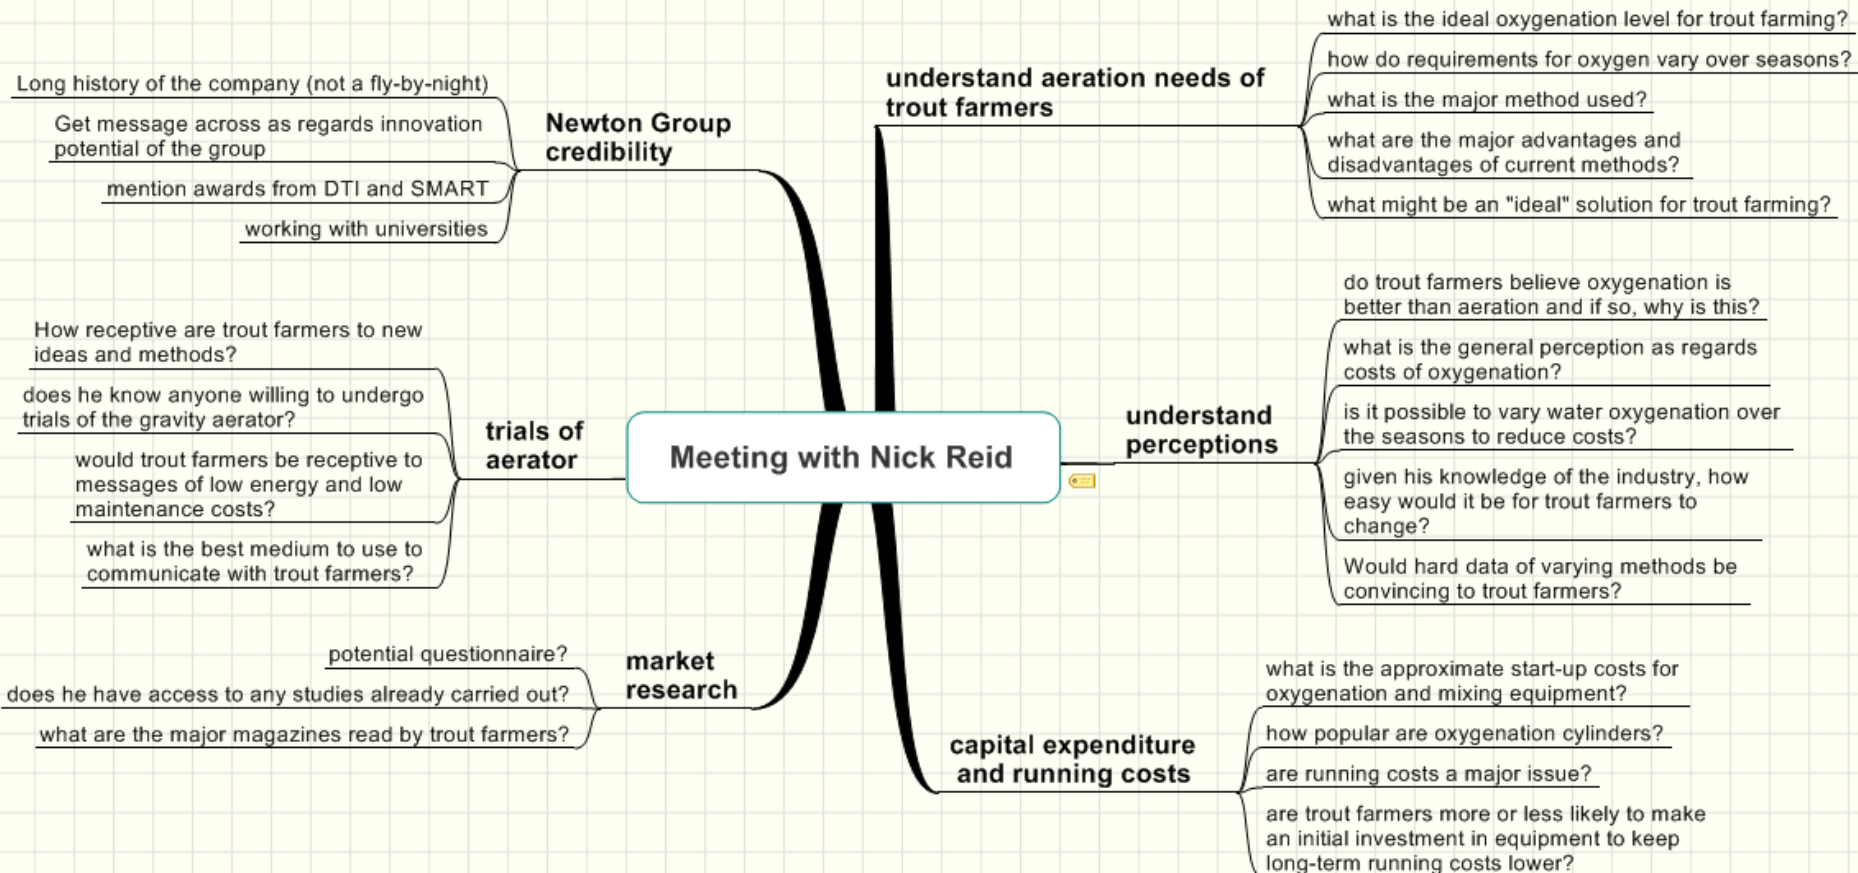 Meeting with Nick Reid
understand aeration needs of
trout farmers
what is the ideal oxygenation level for trout farming?
how do requirements for oxygen vary over seasons?
what is the major method used?
what are the major advantages and
disadvantages of current methods?
what might be an "ideal" solution for trout farming?
understand
perceptions
do trout farmers believe oxygenation is
better than aeration and if so, why is this?
what is the general perception as regards
costs of oxygenation?
is it possible to vary water oxygenation over
the seasons to reduce costs?
given his knowledge of the industry, how
easy would it be for trout farmers to
change?
Would hard data of varying methods be
convincing to trout farmers?
capital expenditure
and running costs
what is the approximate start-up costs for
oxygenation and mixing equipment?
how popular are oxygenation cylinders?
are running costs a major issue?
are trout farmers more or less likely to make
an initial investment in equipment to keep
long-term running costs lower?
market
research
potential questionnaire?
does he have access to any studies already carried out?
what are the major magazines read by trout farmers?
trials of
aerator
How receptive are trout farmers to new
ideas and methods?
does he know anyone willing to undergo
trials of the gravity aerator?
would trout farmers be receptive to
messages of low energy and low
maintenance costs?
what is the best medium to use to
communicate with trout farmers?
Newton Group
credibility
Long history of the company (not a fly-by-night)
Get message across as regards innovation
potential of the group
mention awards from DTI and SMART
working with universities